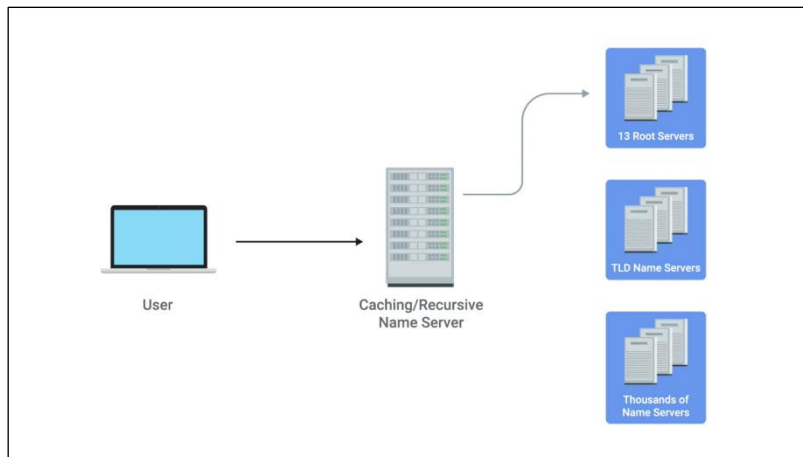 13 Root Servers
TLD Name Servers
User
Caching/Recursive
Name Server
Thousands of
Name Servers